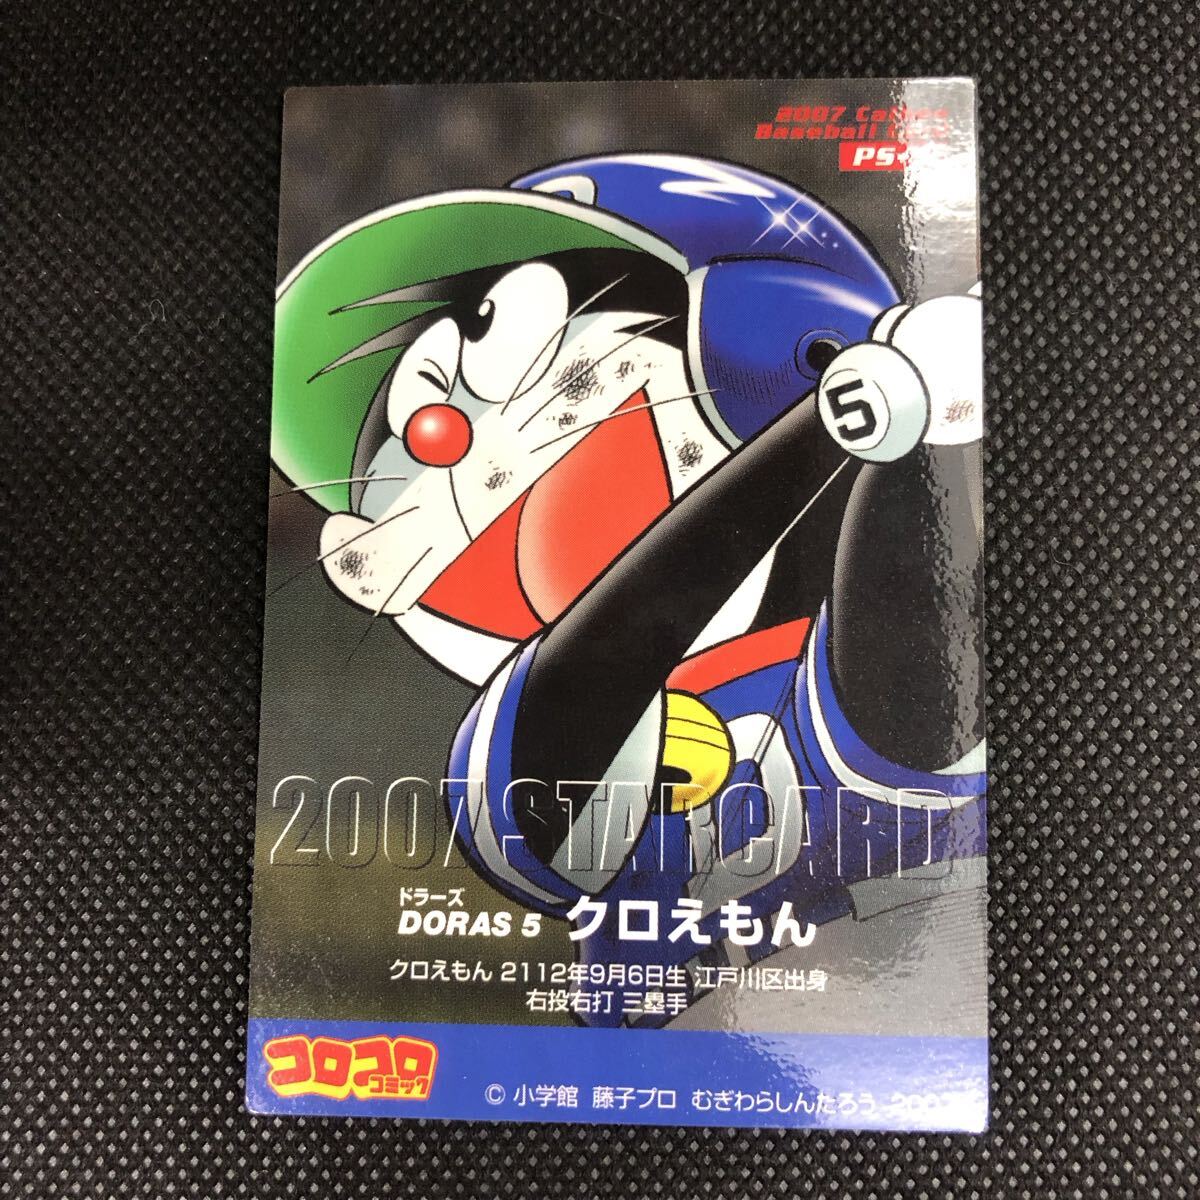 2007 Calbee
Baseball Card
5
2007 STARCARD
ドラーズ
DORAS 5 クロえもん
クロえもん 2112年9月6日生 江戸川区出身
右投右打 三塁手
コロコロ
コミック
© 小学館 藤子プロ むぎわらしんたろう 2007